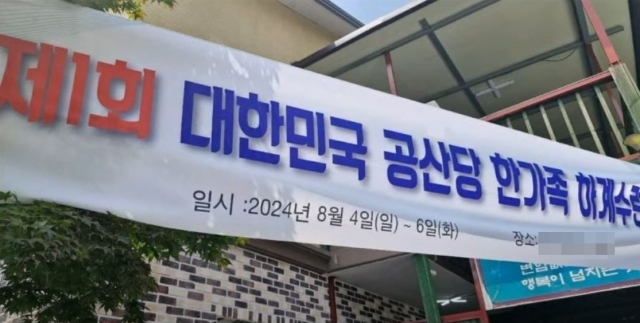 제1회 대한민국 공산당 한가족 하계수련
일시 :2024년 8월 4일(일) ~ 6일(화)
장소:
행복이 넘치는